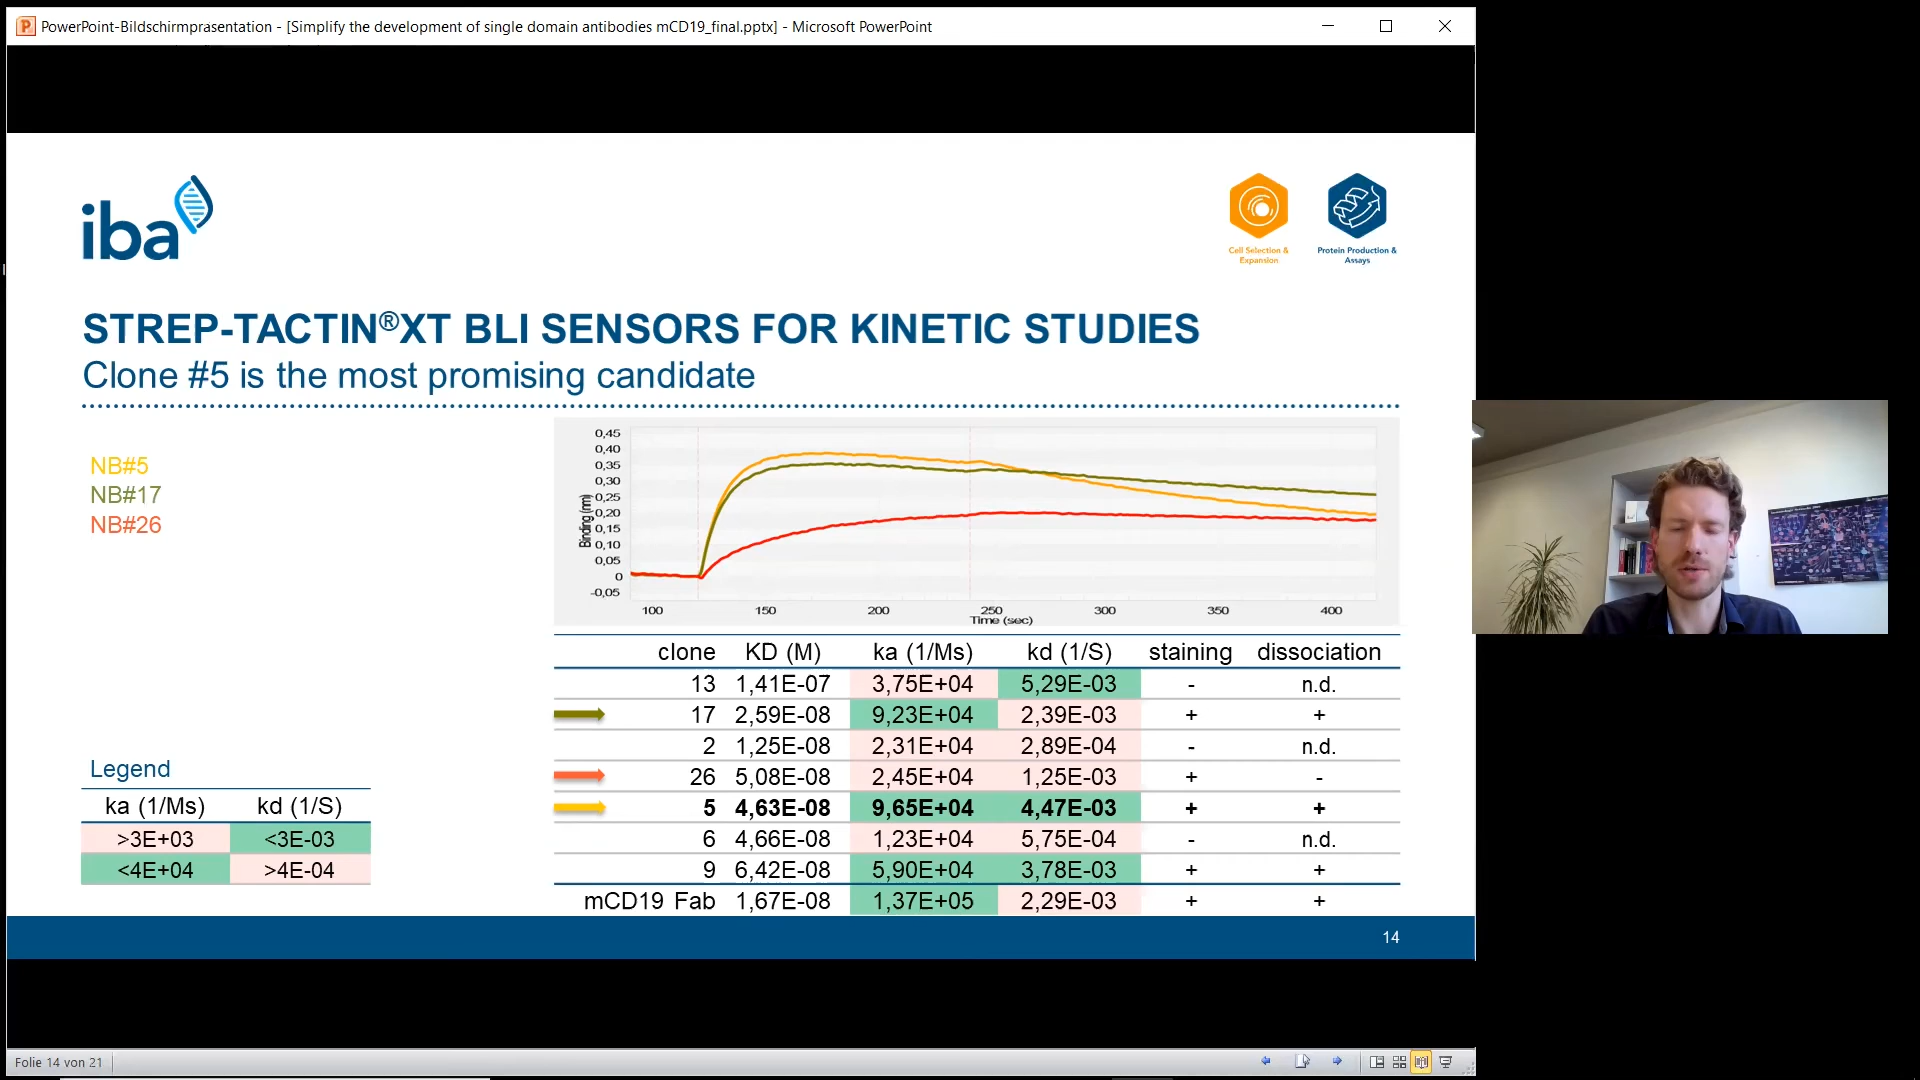 PowerPoint-Bildschirmpräsentation - [Simplify the development of single domain antibodies mCD19_final.pptx] - Microsoft PowerPoint
iba
Cell Selection &
Expansion
Protein Production &
Assays
STREP-TACTIN®XT BLI SENSORS FOR KINETIC STUDIES
Clone #5 is the most promising candidate
NB#5
NB#17
NB#26
Binding (nm)
0,45
0,40
0,35
0,30
0,25
0,20
0,15
0,10
0,05
0
-0,05
100 150 200 250 300 350 400
Time (sec)
clone KD (M) ka (1/Ms) kd (1/S) staining dissociation
13 1,41E-07 3,75E+04 5,29E-03 - n.d.
17 2,59E-08 9,23E+04 2,39E-03 + +
2 1,25E-08 2,31E+04 2,89E-04 - n.d.
26 5,08E-08 2,45E+04 1,25E-03 + -
5 4,63E-08 9,65E+04 4,47E-03 + +
6 4,66E-08 1,23E+04 5,75E-04 - n.d.
9 6,42E-08 5,90E+04 3,78E-03 + +
mCD19 Fab 1,67E-08 1,37E+05 2,29E-03 + +
Legend
ka (1/Ms) kd (1/S)
>3E+03 <3E-03
<4E+04 >4E-04
14
Folie 14 von 21